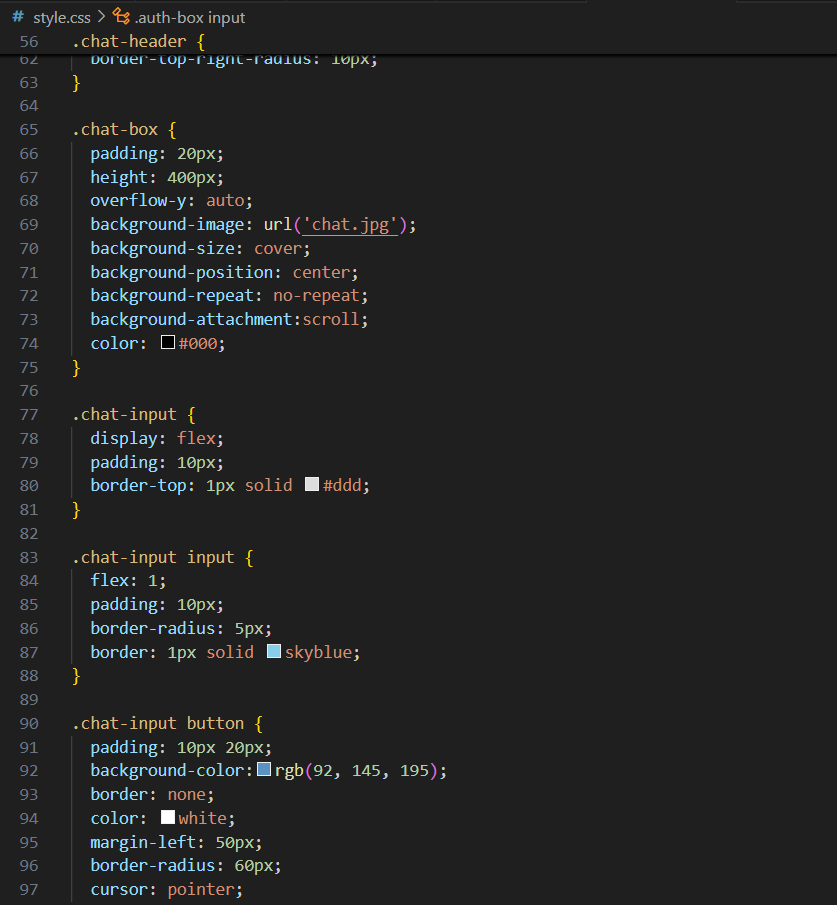 # style.css > .auth-box input
56 .chat-header {
62 border-top-right-radius: 10px;
63 }
64
65 .chat-box {
66 padding: 20px;
67 height: 400px;
68 overflow-y: auto;
69 background-image: url('chat.jpg');
70 background-size: cover;
71 background-position: center;
72 background-repeat: no-repeat;
73 background-attachment:scroll;
74 color: #000;
75 }
76
77 .chat-input {
78 display: flex;
79 padding: 10px;
80 border-top: 1px solid #ddd;
81 }
82
83 .chat-input input {
84 flex: 1;
85 padding: 10px;
86 border-radius: 5px;
87 border: 1px solid skyblue;
88 }
89
90 .chat-input button {
91 padding: 10px 20px;
92 background-color:rgb(92, 145, 195);
93 border: none;
94 color: white;
95 margin-left: 50px;
96 border-radius: 60px;
97 cursor: pointer;